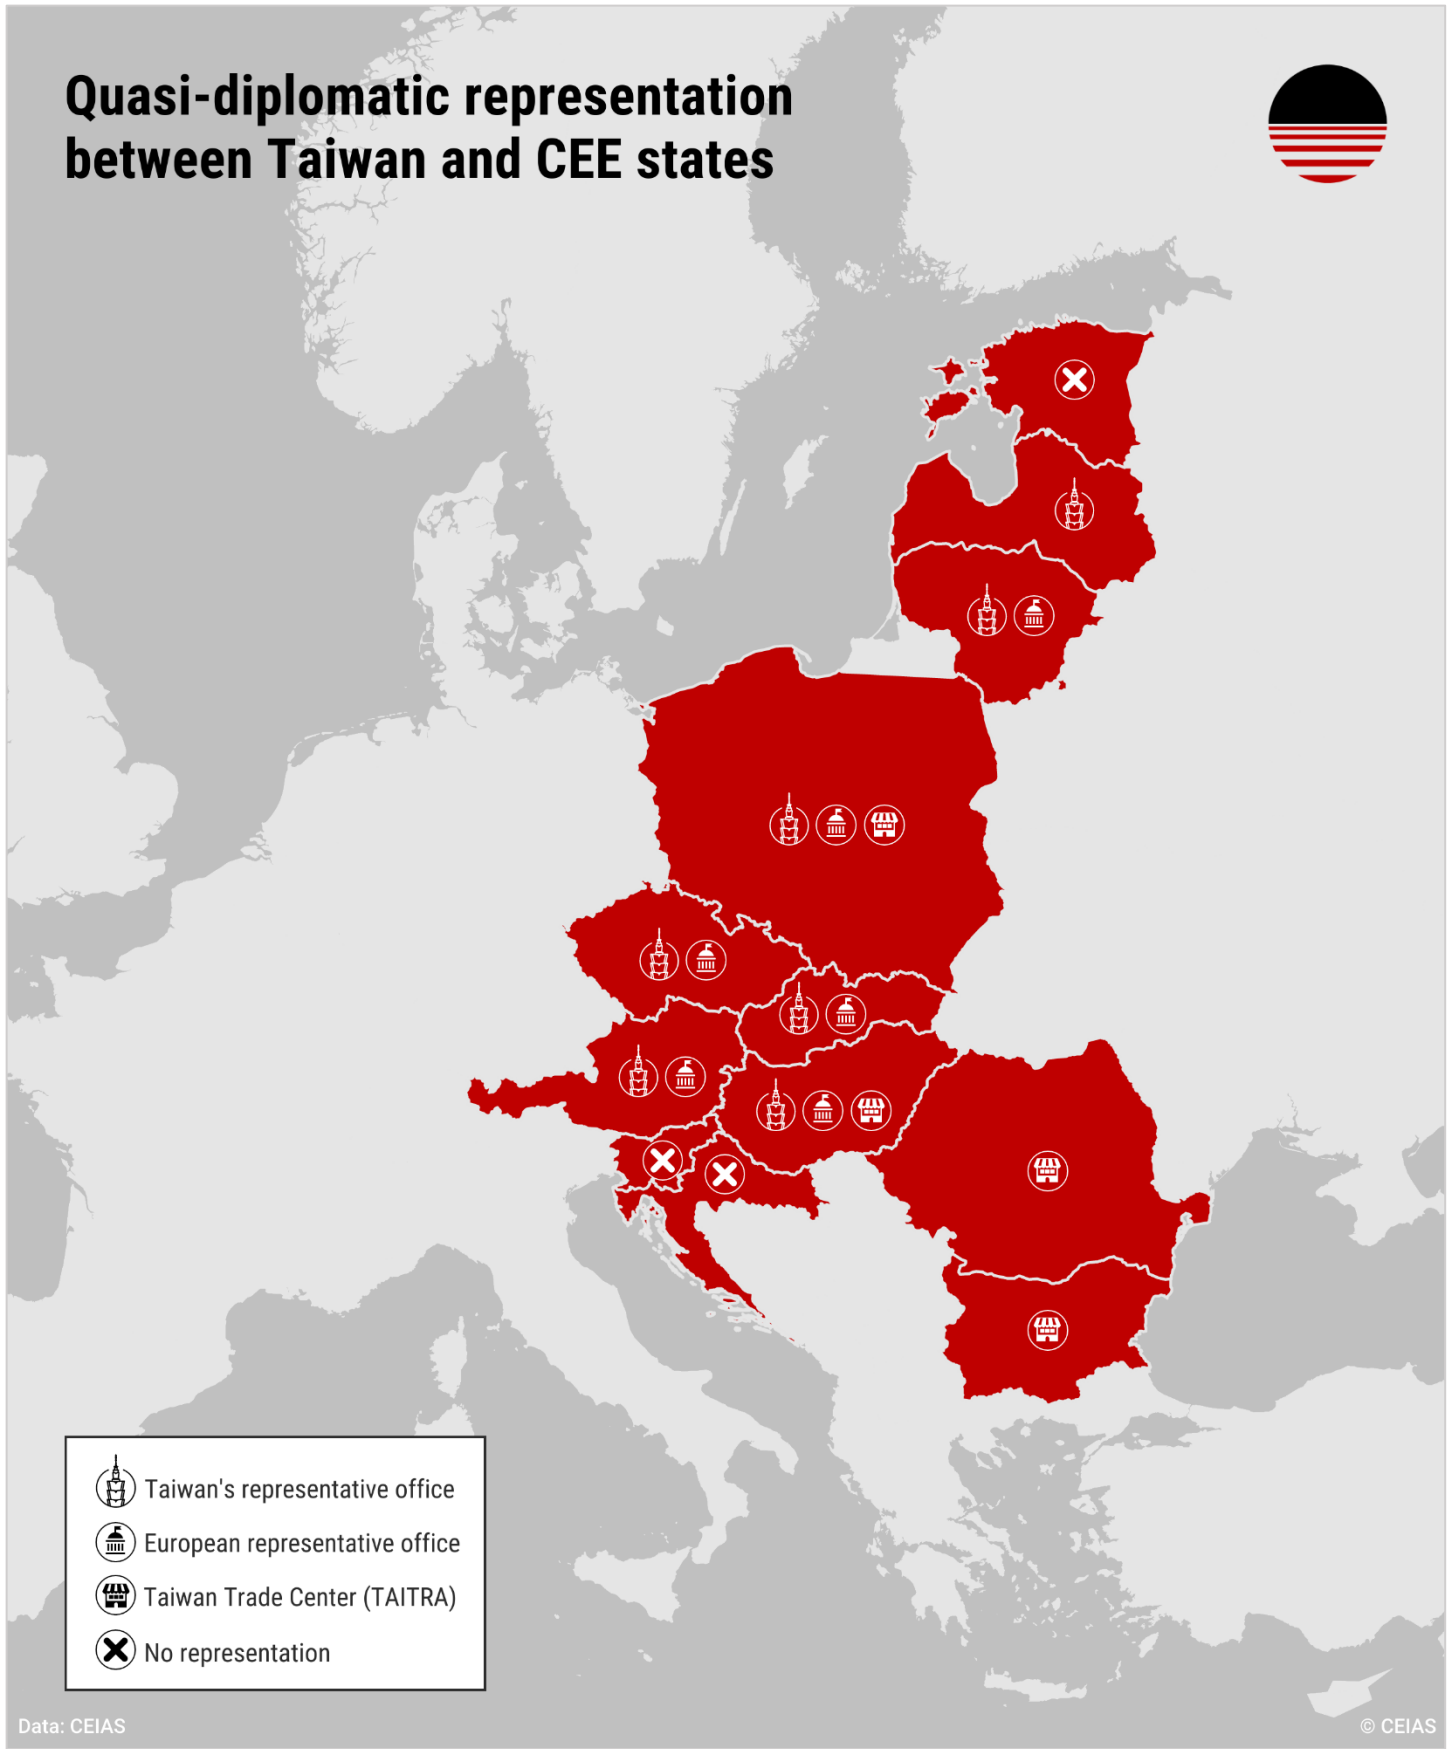 Quasi-diplomatic representation
between Taiwan and CEE states
Taiwan's representative office
European representative office
Taiwan Trade Center (TAITRA)
No representation
Data: CEIAS
© CEIAS